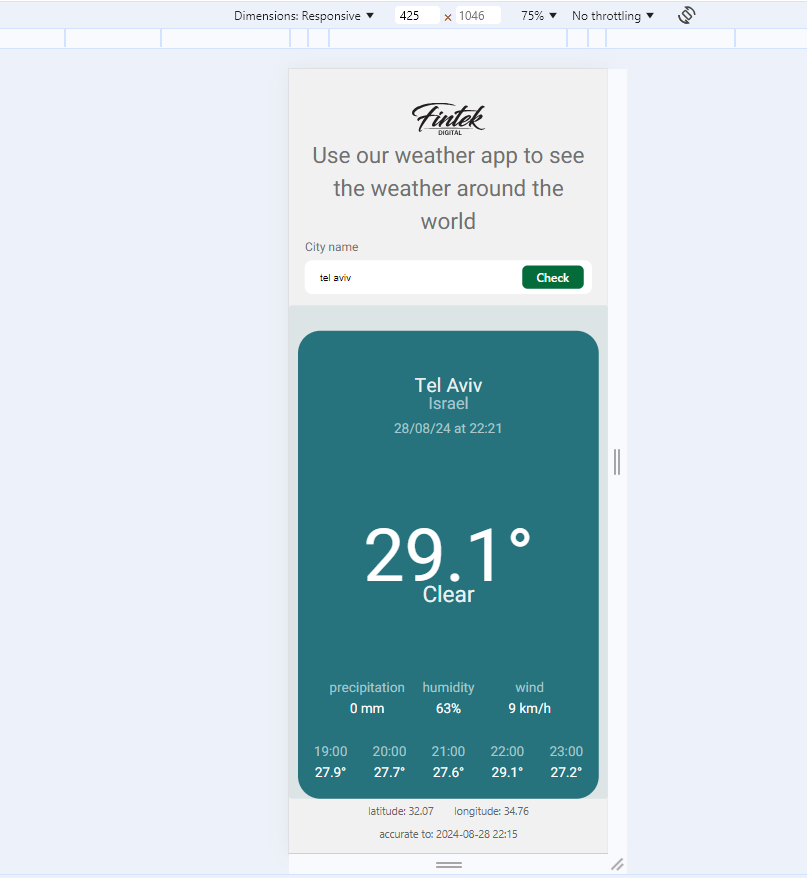 Dimensions: Responsive ▼ 425 × 1046 75% ▼ No throttling ▼
Fintek
DIGITAL
Use our weather app to see
the weather around the
world
City name
tel aviv Check
Tel Aviv
Israel
28/08/24 at 22:21
29.1°
Clear
precipitation humidity wind
0 mm 63% 9 km/h
19:00 20:00 21:00 22:00 23:00
27.9° 27.7° 27.6° 29.1° 27.2°
latitude: 32.07 longitude: 34.76
accurate to: 2024-08-28 22:15